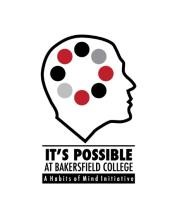 IT'S POSSIBLE
AT BAKERSFIELD COLLEGE
A Habits of Mind Initiative